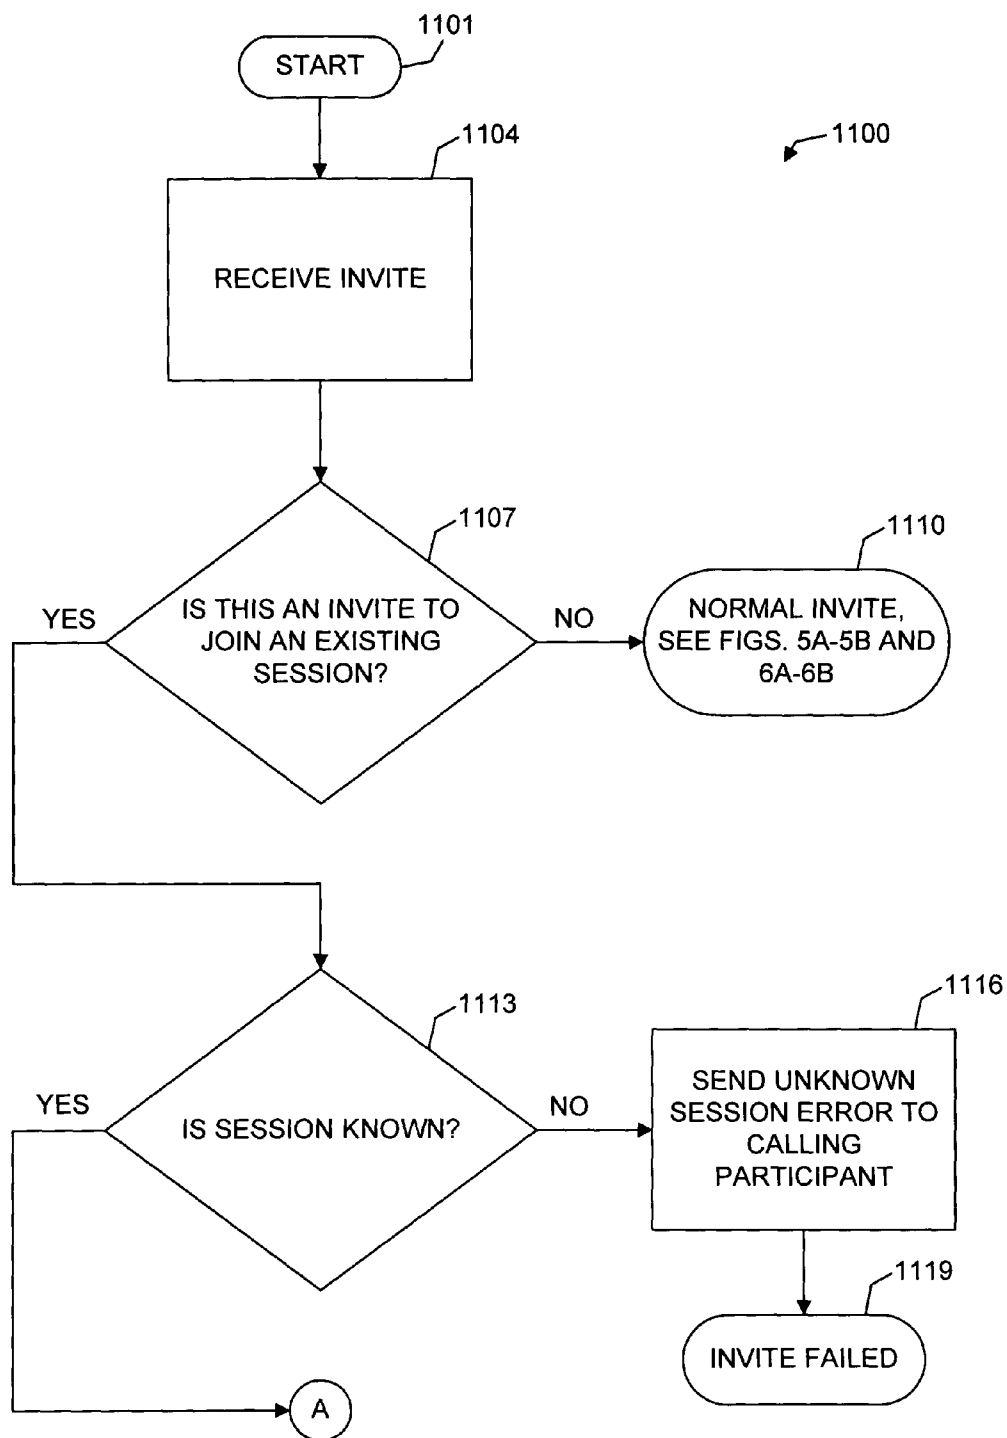 1101
START
1104
1100
RECEIVE INVITE
1107
1110
YES
IS THIS AN INVITE TO
JOIN AN EXISTING
SESSION?
NO
NORMAL INVITE,
SEE FIGS. 5A-5B AND
6A-6B
1113
1116
YES
IS SESSION KNOWN?
NO
SEND UNKNOWN
SESSION ERROR TO
CALLING
PARTICIPANT
1119
INVITE FAILED
A